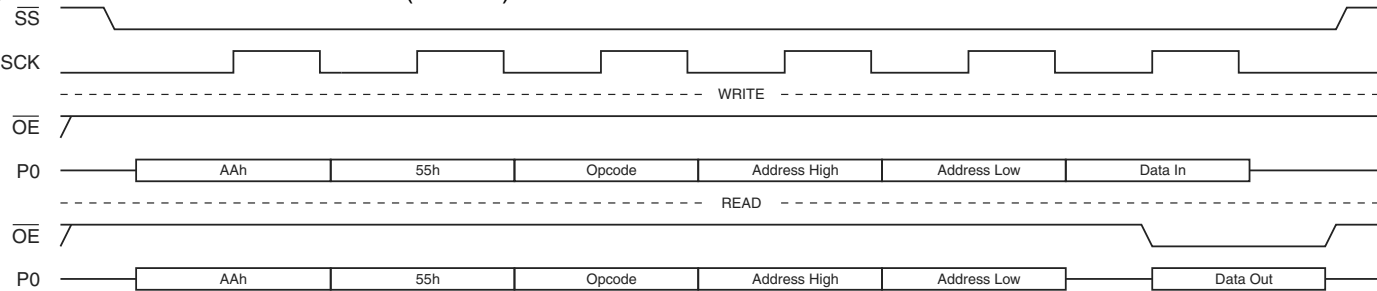 SS
SCK
WRITE
OE
P0 AAh 55h Opcode Address High Address Low Data In
READ
OE
P0 AAh 55h Opcode Address High Address Low Data Out